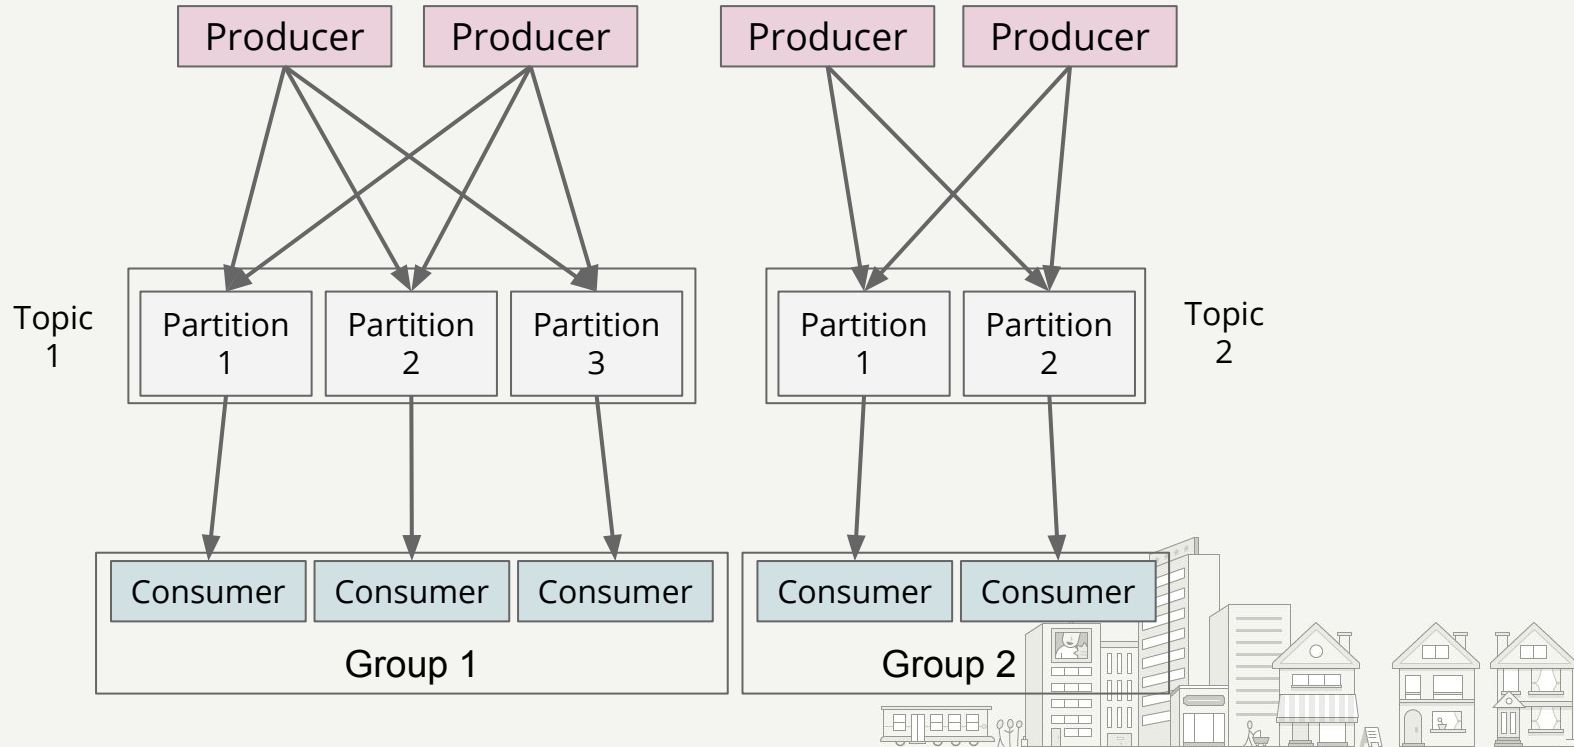 Producer
Producer
Producer
Producer
Topic
1
Partition
1
Partition
2
Partition
3
Partition
1
Partition
2
Topic
2
Consumer
Consumer
Consumer
Group 1
Consumer
Consumer
Group 2